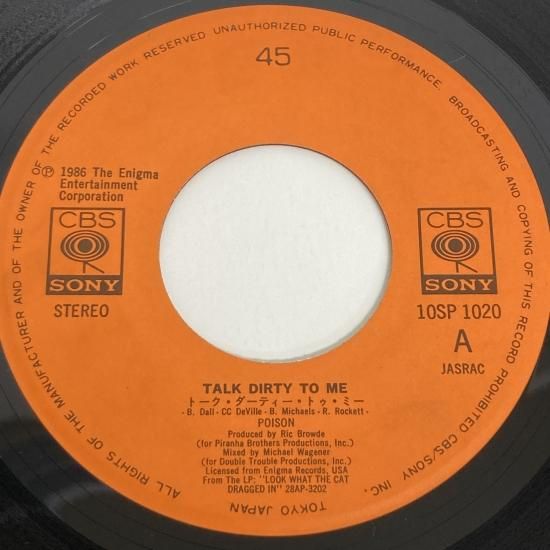 ALL RIGHTS OF THE MANUFACTURER AND OF THE OWNER OF THE RECORDED WORK RESERVED UNAUTHORIZED PUBLIC PERFORMANCE. BROADCASTING AND COPYING OF THIS RECORD PROHIBITED CBS/SONY INC.
TOKYO JAPAN
45
Ⓟ 1986 The Enigma
Entertainment
Corporation
CBS
SONY
STEREO
CBS
SONY
10SP 1020
A
JASRAC
TALK DIRTY TO ME
トーク・ダーティー・トゥ・ミー
- B. Dall - CC DeVille - B. Michaels - R. Rockett -
POISON
Produced by Ric Browde
(for Piranha Brothers Productions, Inc.)
Mixed by Michael Wagener
(for Double Trouble Productions, Inc.)
Licensed from Enigma Records, USA
From The LP: "LOOK WHAT THE CAT
DRAGGED IN" 28AP-3202